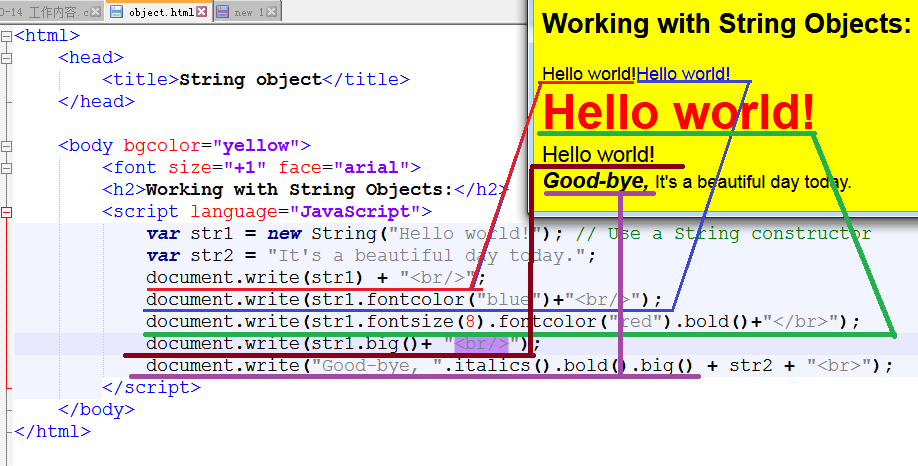 0-14 工作内容.c
object.html
new 1
<html>
<head>
<title>String object</title>
</head>
<body bgcolor="yellow">
<font size="+1" face="arial">
<h2>Working with String Objects:</h2>
<script language="JavaScript">
var str1 = new String("Hello world!"); // Use a String constructor
var str2 = "It's a beautiful day today.";
document.write(str1) + "<br/>";
document.write(str1.fontcolor("blue")+"<br/>");
document.write(str1.fontsize(8).fontcolor("red").bold()+"</br>");
document.write(str1.big()+ "<br/>");
document.write("Good-bye, ".italics().bold().big() + str2 + "<br>");
</script>
</body>
</html>
Working with String Objects:
Hello world!Hello world!
Hello world!
Hello world!
Good-bye, It's a beautiful day today.